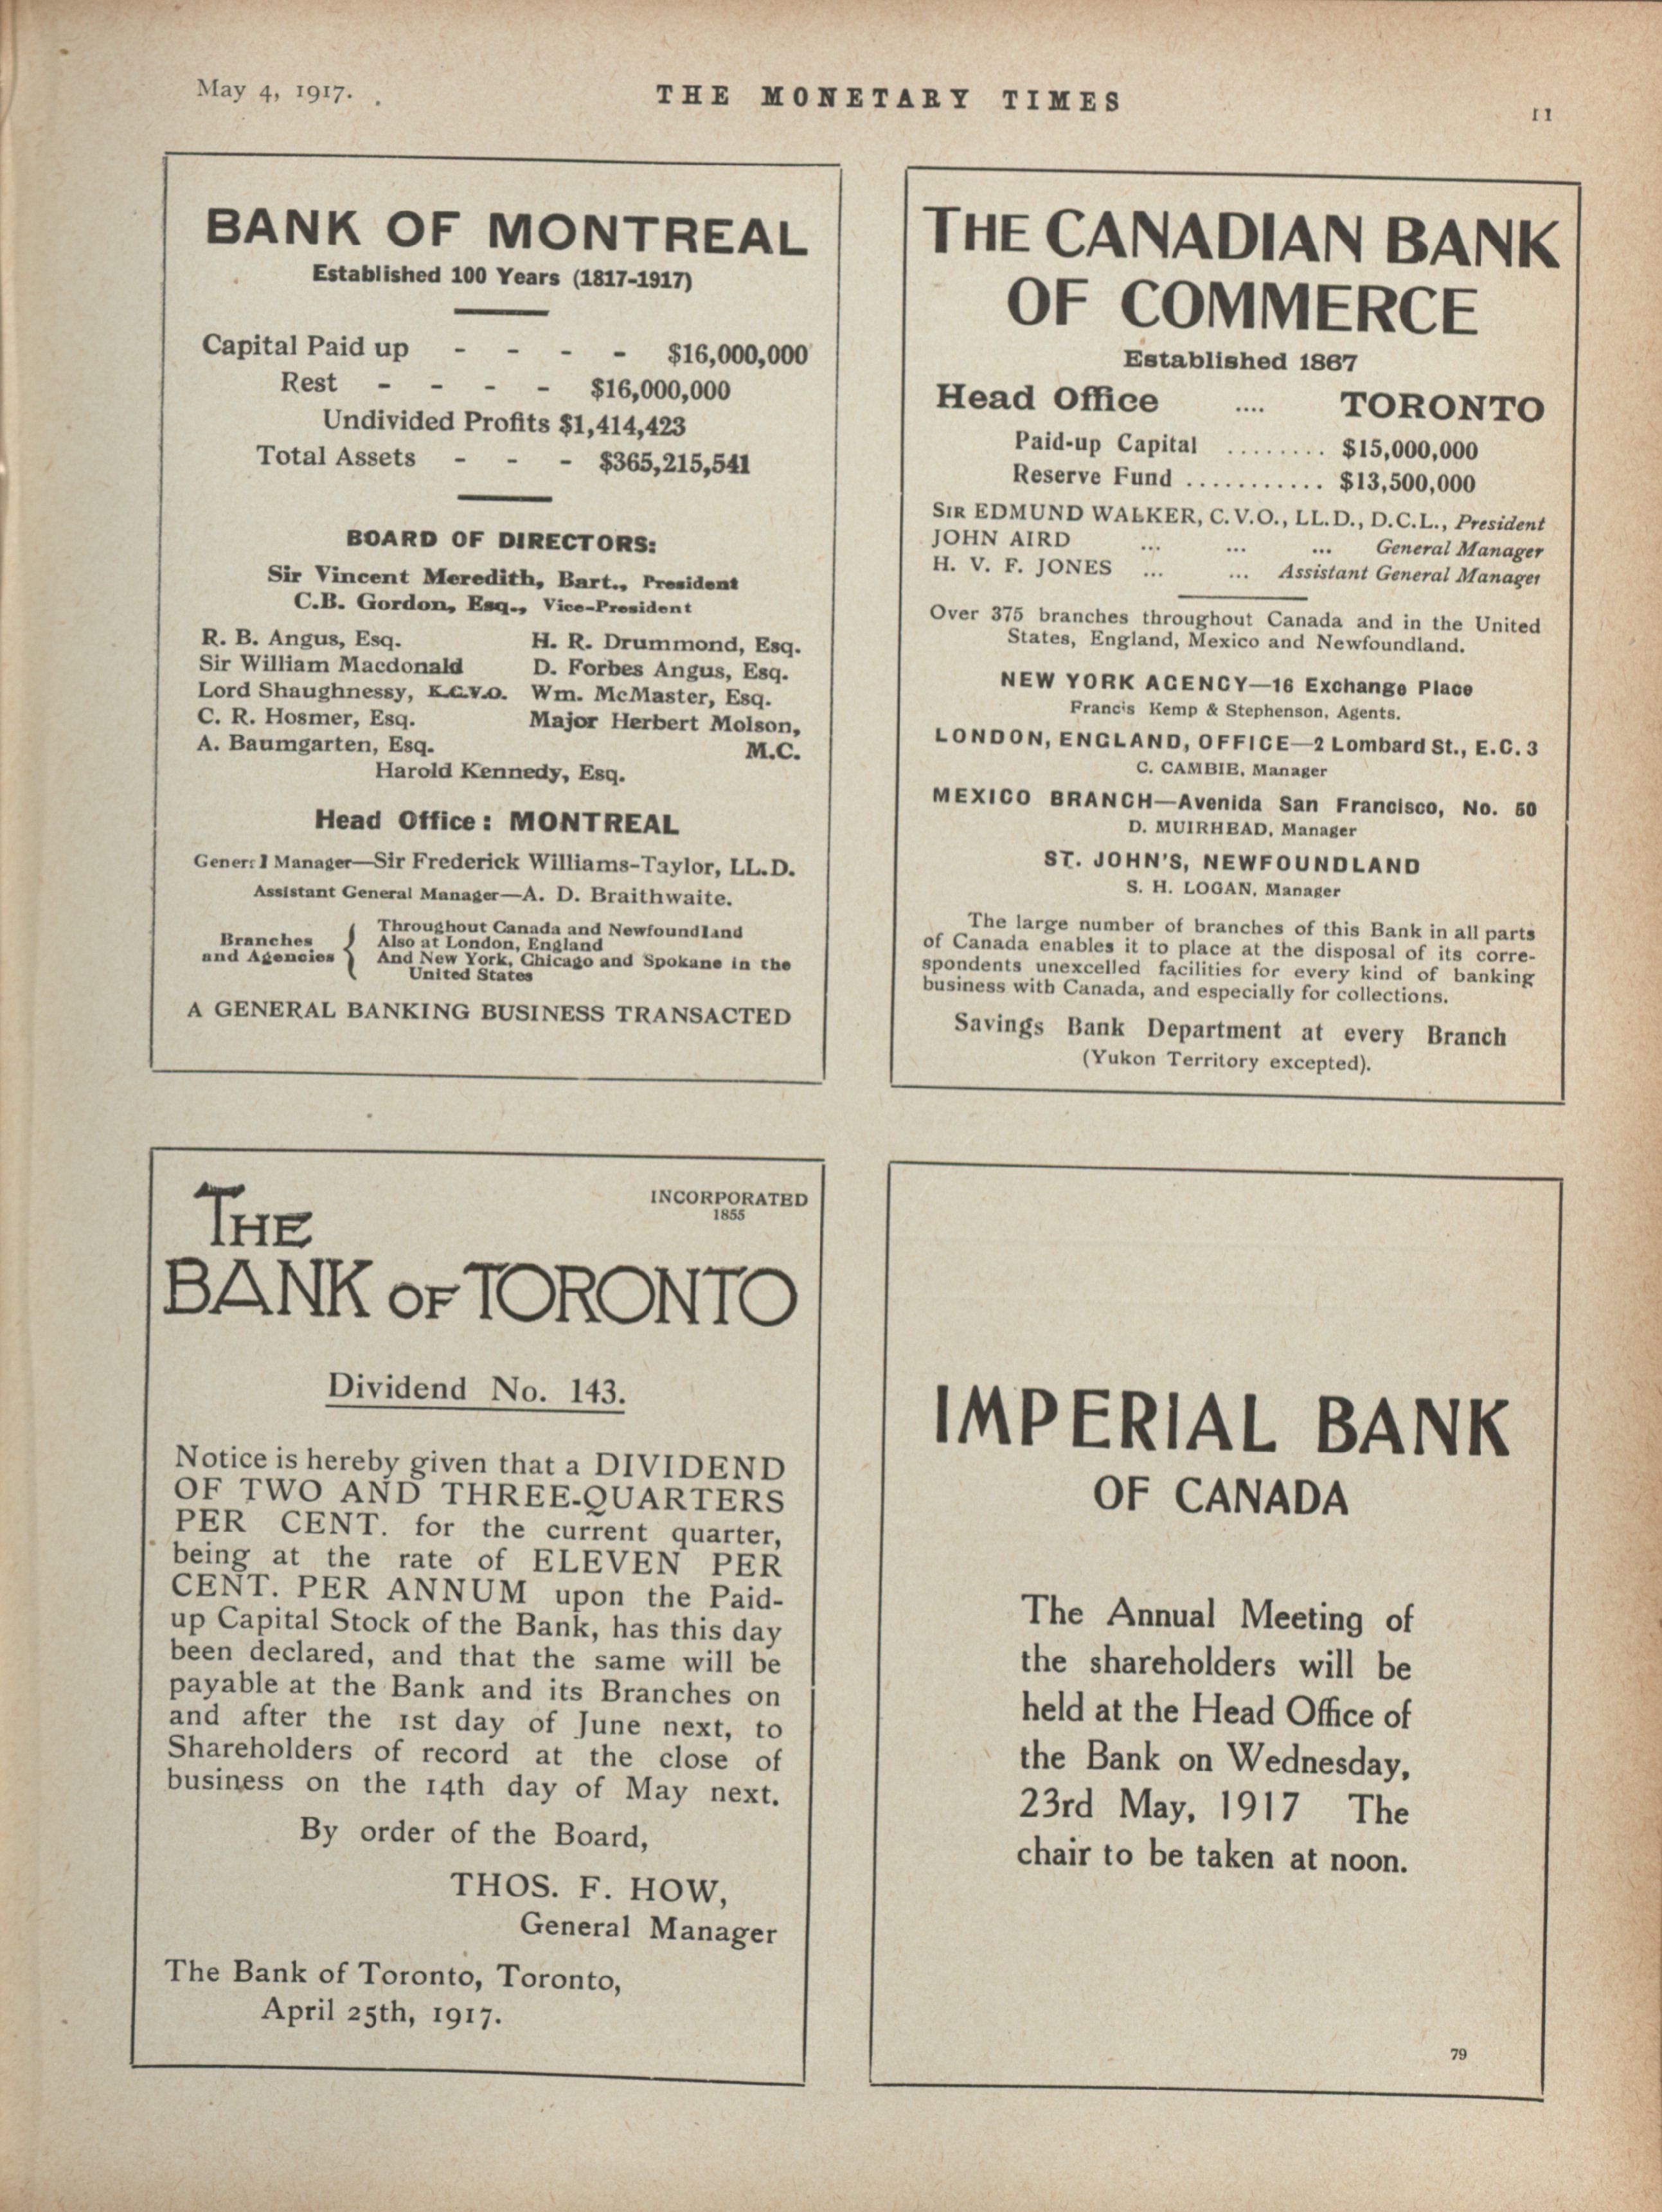 May 4, 1917.
THE MONETARY TIMES
11
BANK OF MONTREAL
Established 100 Years (1817-1917)
Capital Paid up - - - - $16,000,000
Rest - - - - $16,000,000
Undivided Profits $1,414,423
Total Assets - - - $365,215,541
BOARD OF DIRECTORS:
Sir Vincent Meredith, Bart., President
C.B. Gordon, Esq., Vice-President
R. B. Angus, Esq. H. R. Drummond, Esq.
Sir William Macdonald D. Forbes Angus, Esq.
Lord Shaughnessy, K.C.V.O. Wm. McMaster, Esq.
C. R. Hosmer, Esq. Major Herbert Molson,
A. Baumgarten, Esq. M.C.
Harold Kennedy, Esq.
Head Office: MONTREAL
General Manager—Sir Frederick Williams-Taylor, LL.D.
Assistant General Manager—A. D. Braithwaite.
Branches and Agencies
Throughout Canada and Newfoundland
Also at London, England
And New York, Chicago and Spokane in the
United States
A GENERAL BANKING BUSINESS TRANSACTED
THE CANADIAN BANK
OF COMMERCE
Established 1867
Head Office .... TORONTO
Paid-up Capital ........ $15,000,000
Reserve Fund ........... $13,500,000
SIR EDMUND WALKER, C.V.O., LL.D., D.C.L., President
JOHN AIRD ... ... ... General Manager
H. V. F. JONES ... ... Assistant General Manager
Over 375 branches throughout Canada and in the United
States, England, Mexico and Newfoundland.
NEW YORK AGENCY—16 Exchange Place
Francis Kemp & Stephenson, Agents.
LONDON, ENGLAND, OFFICE—2 Lombard St., E.C. 3
C. CAMBIE, Manager
MEXICO BRANCH—Avenida San Francisco, No. 50
D. MUIRHEAD, Manager
ST. JOHN'S, NEWFOUNDLAND
S. H. LOGAN, Manager
The large number of branches of this Bank in all parts
of Canada enables it to place at the disposal of its corre-
spondents unexcelled facilities for every kind of banking
business with Canada, and especially for collections.
Savings Bank Department at every Branch
(Yukon Territory excepted).
THE
INCORPORATED
1855
BANK OF TORONTO
Dividend No. 143.
Notice is hereby given that a DIVIDEND
OF TWO AND THREE-QUARTERS
PER CENT. for the current quarter,
being at the rate of ELEVEN PER
CENT. PER ANNUM upon the Paid-
up Capital Stock of the Bank, has this day
been declared, and that the same will be
payable at the Bank and its Branches on
and after the 1st day of June next, to
Shareholders of record at the close of
business on the 14th day of May next.
By order of the Board,
THOS. F. HOW,
General Manager
The Bank of Toronto, Toronto,
April 25th, 1917.
IMPERIAL BANK
OF CANADA
The Annual Meeting of
the shareholders will be
held at the Head Office of
the Bank on Wednesday,
23rd May, 1917 The
chair to be taken at noon.
79